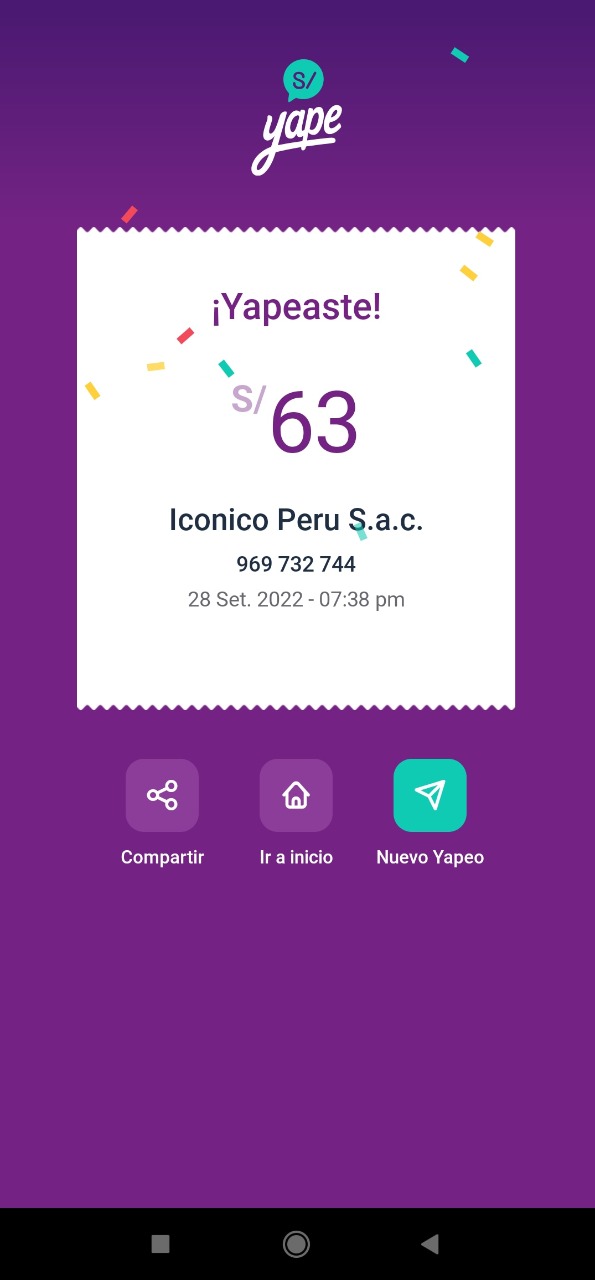 S/
yape
¡Yapeaste!
S/63
Iconico Peru S.a.c.
969 732 744
28 Set. 2022 - 07:38 pm
Compartir
Ir a inicio
Nuevo Yapeo